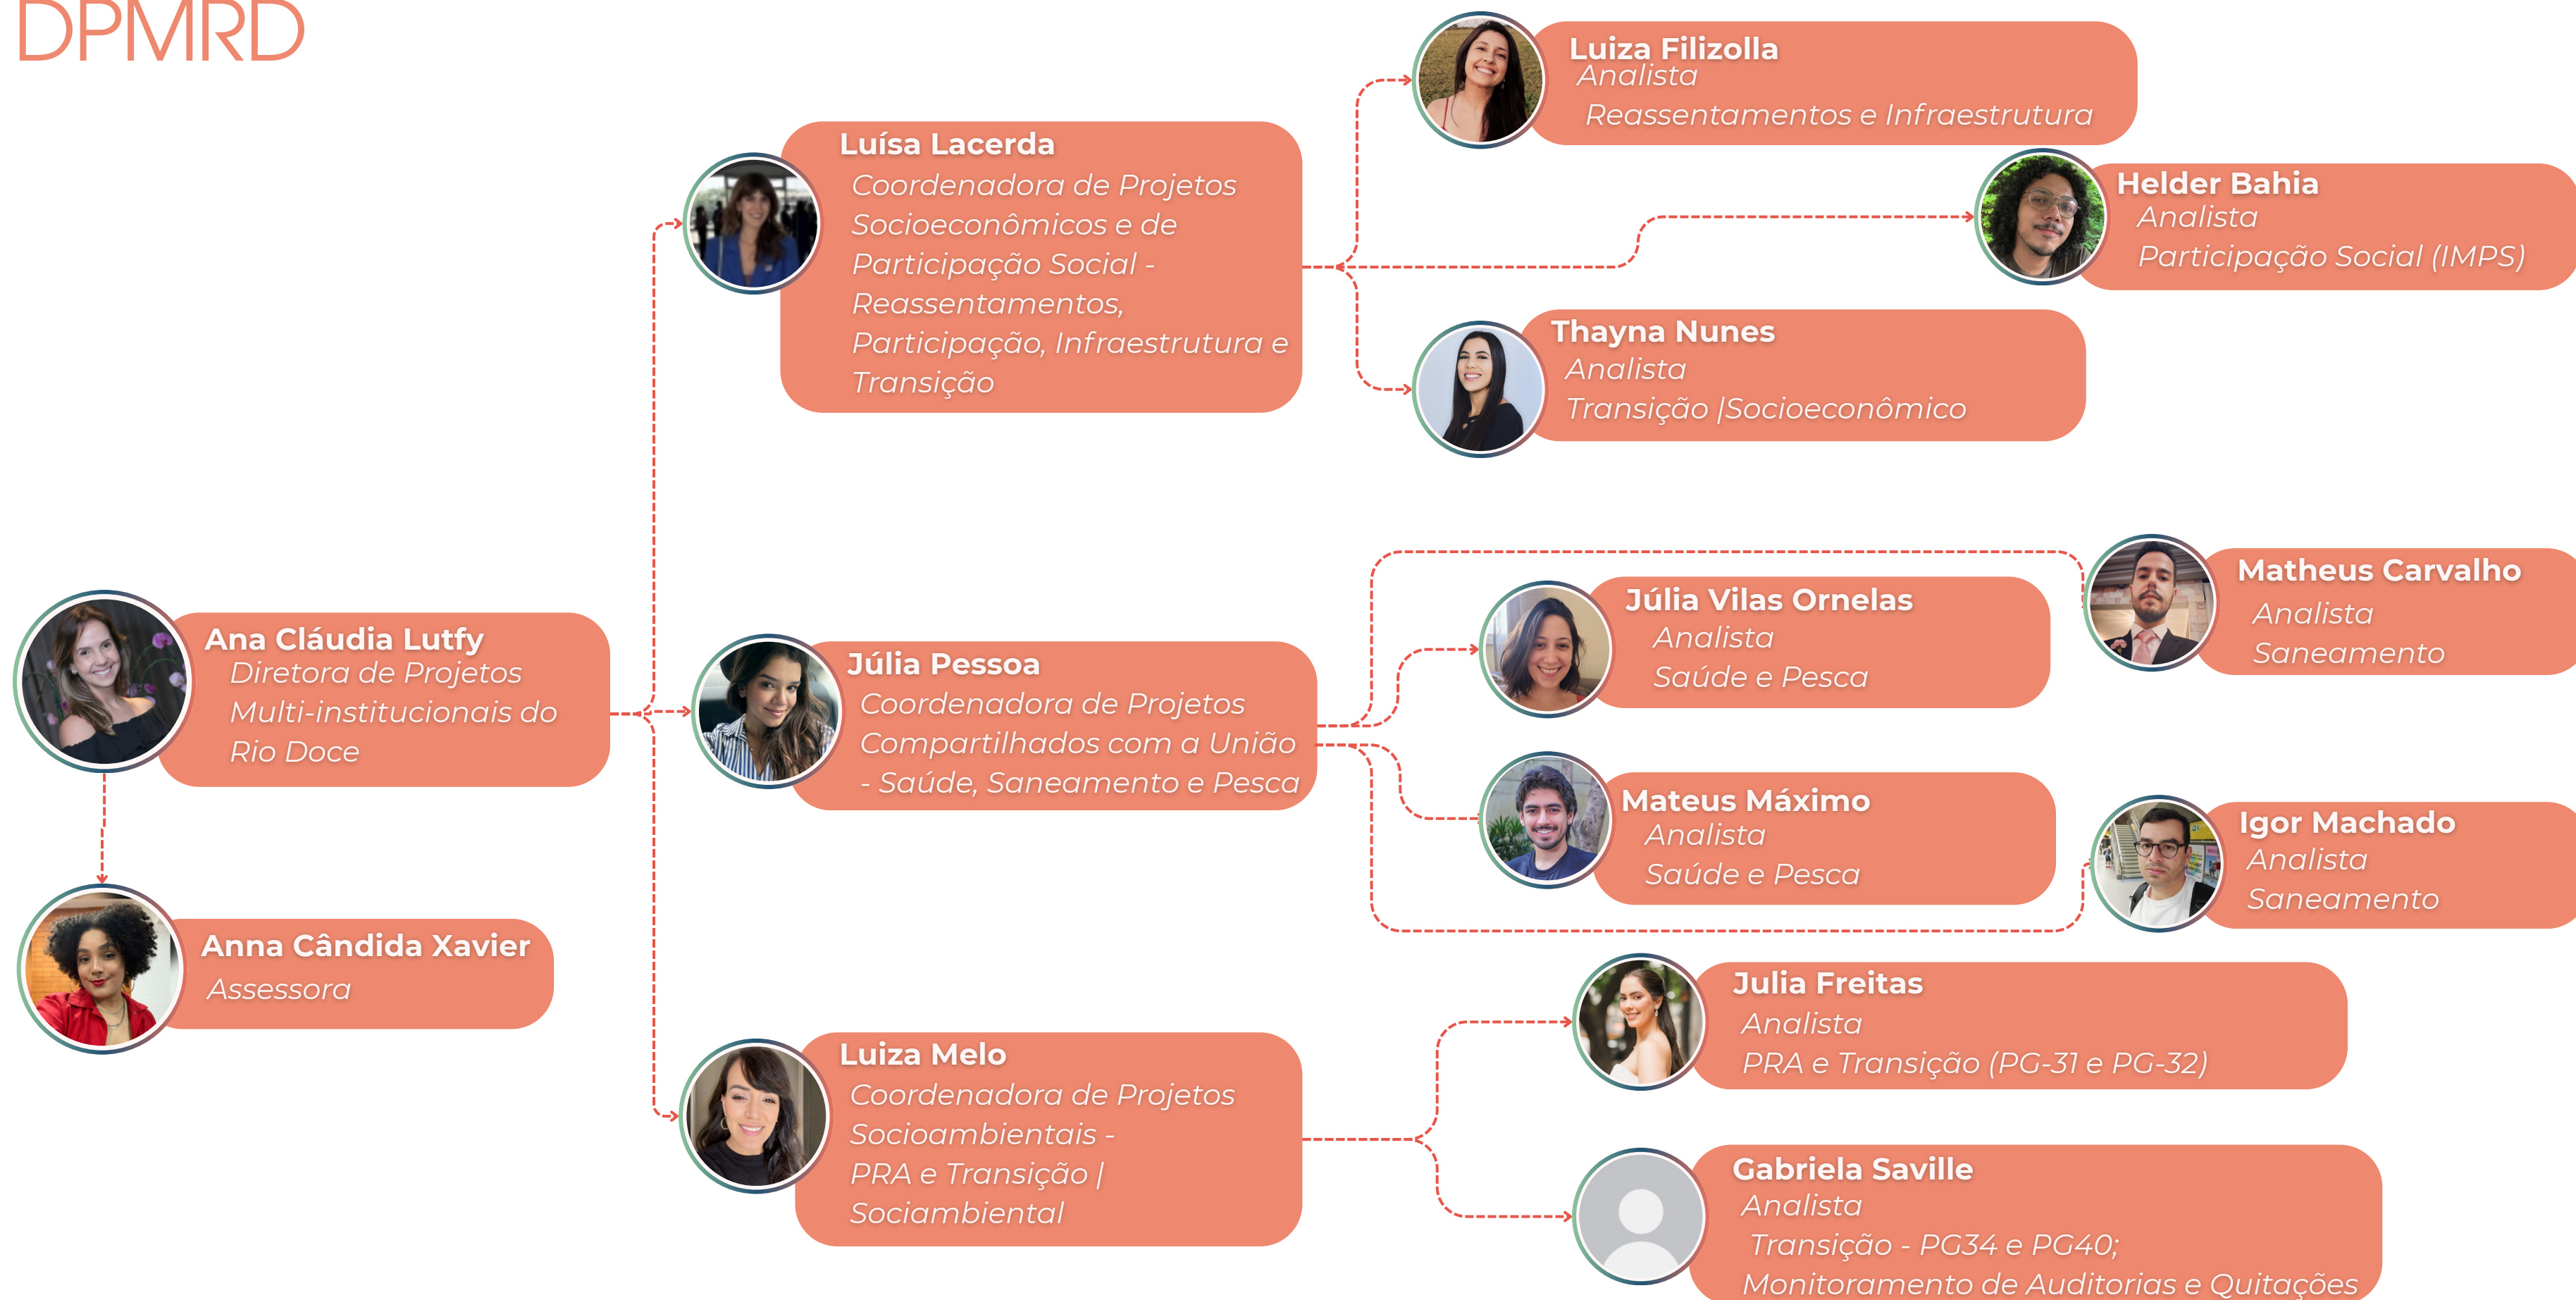 DPMRD
Luiza Filizolla
Analista
Reassentamentos e Infraestrutura
Luísa Lacerda
Coordenadora de Projetos
Socioeconômicos e de
Participação Social -
Reassentamentos,
Participação, Infraestrutura e
Transição
Helder Bahia
Analista
Participação Social (IMPS)
Thayna Nunes
Analista
Transição |Socioeconômico
Ana Cláudia Lutfy
Diretora de Projetos
Multi-institucionais do
Rio Doce
Anna Cândida Xavier
Assessora
Júlia Pessoa
Coordenadora de Projetos
Compartilhados com a União
- Saúde, Saneamento e Pesca
Júlia Vilas Ornelas
Analista
Saúde e Pesca
Matheus Carvalho
Analista
Saneamento
Mateus Máximo
Analista
Saúde e Pesca
Igor Machado
Analista
Saneamento
Luiza Melo
Coordenadora de Projetos
Socioambientais -
PRA e Transição |
Sociambiental
Julia Freitas
Analista
PRA e Transição (PG-31 e PG-32)
Gabriela Saville
Analista
Transição - PG34 e PG40;
Monitoramento de Auditorias e Quitações